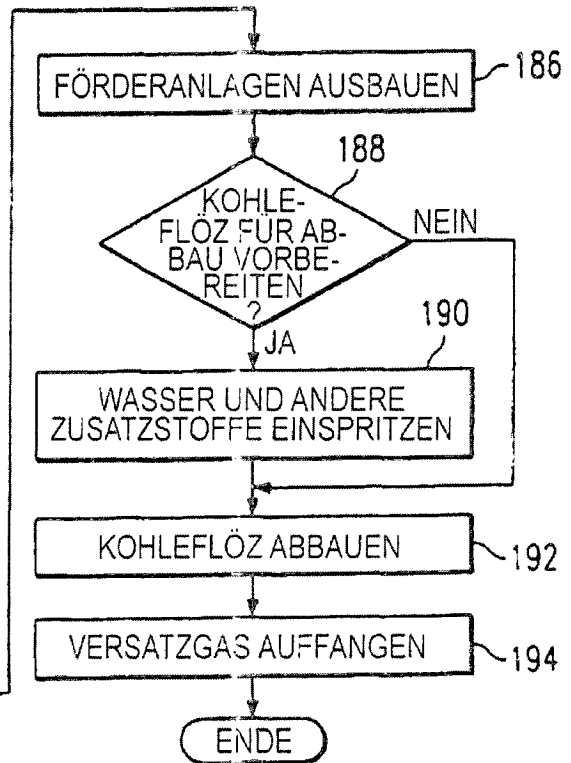 FÖRDERANLAGEN AUSBAUEN
186
188
KOHLE-
FLÖZ FÜR AB-
BAU VORBE-
REITEN
?
NEIN
JA
190
WASSER UND ANDERE
ZUSATZSTOFFE EINSPRITZEN
KOHLEFLÖZ ABBAUEN
192
VERSATZGAS AUFFANGEN
194
ENDE